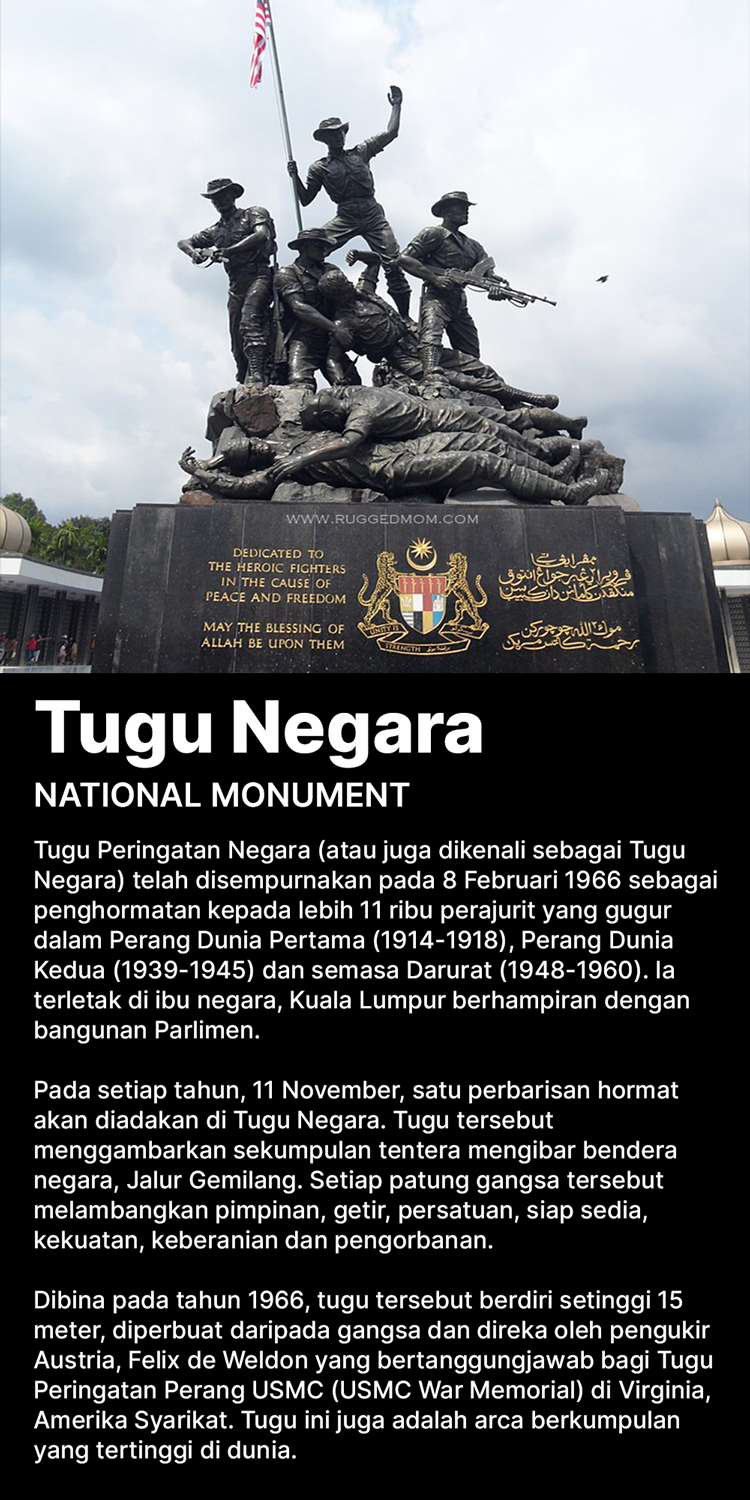 WWW.RUGGEDMOM.COM
DEDICATED TO
THE HEROIC FIGHTERS
IN THE CAUSE OF
PEACE AND FREEDOM
MAY THE BLESSING OF
ALLAH BE UPON THEM
UNITY IS
STRENGTH
Tugu Negara
NATIONAL MONUMENT
Tugu Peringatan Negara (atau juga dikenali sebagai Tugu
Negara) telah disempurnakan pada 8 Februari 1966 sebagai
penghormatan kepada lebih 11 ribu perajurit yang gugur
dalam Perang Dunia Pertama (1914-1918), Perang Dunia
Kedua (1939-1945) dan semasa Darurat (1948-1960). Ia
terletak di ibu negara, Kuala Lumpur berhampiran dengan
bangunan Parlimen.
Pada setiap tahun, 11 November, satu perbarisan hormat
akan diadakan di Tugu Negara. Tugu tersebut
menggambarkan sekumpulan tentera mengibar bendera
negara, Jalur Gemilang. Setiap patung gangsa tersebut
melambangkan pimpinan, getir, persatuan, siap sedia,
kekuatan, keberanian dan pengorbanan.
Dibina pada tahun 1966, tugu tersebut berdiri setinggi 15
meter, diperbuat daripada gangsa dan direka oleh pengukir
Austria, Felix de Weldon yang bertanggungjawab bagi Tugu
Peringatan Perang USMC (USMC War Memorial) di Virginia,
Amerika Syarikat. Tugu ini juga adalah arca berkumpulan
yang tertinggi di dunia.